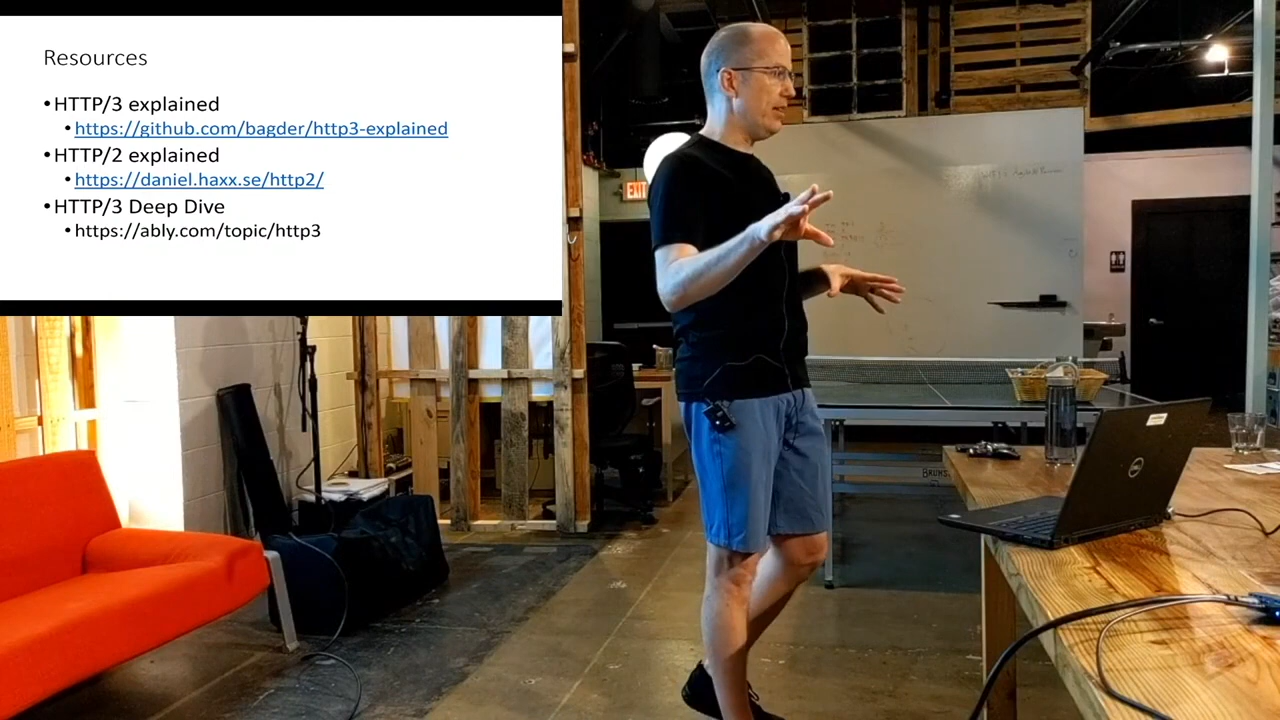 Resources
•HTTP/3 explained
•https://github.com/bagder/http3-explained
•HTTP/2 explained
•https://daniel.haxx.se/http2/
•HTTP/3 Deep Dive
•https://ably.com/topic/http3
EXIT
DELL